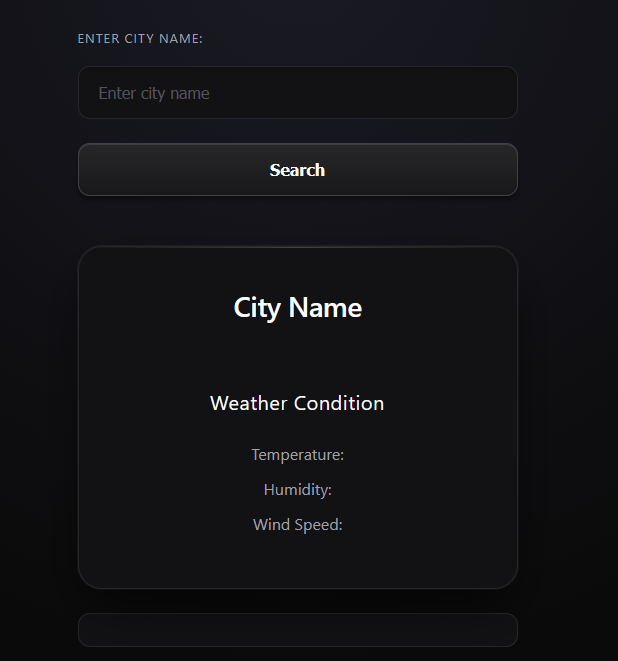 ENTER CITY NAME:
Enter city name
Search
City Name
Weather Condition
Temperature:
Humidity:
Wind Speed: